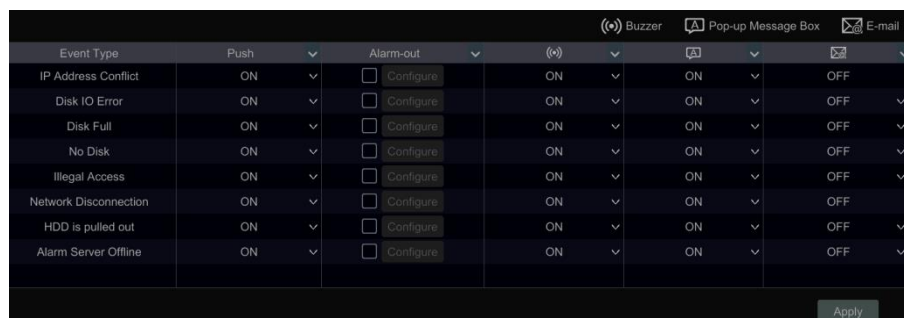 Buzzer Pop-up Message Box E-mail
Event Type Push Alarm-out
IP Address Conflict ON Configure ON ON OFF
Disk IO Error ON Configure ON ON OFF
Disk Full ON Configure ON ON OFF
No Disk ON Configure ON ON OFF
Illegal Access ON Configure ON ON OFF
Network Disconnection ON Configure ON ON OFF
HDD is pulled out ON Configure ON ON OFF
Alarm Server Offline ON Configure ON ON OFF
Apply